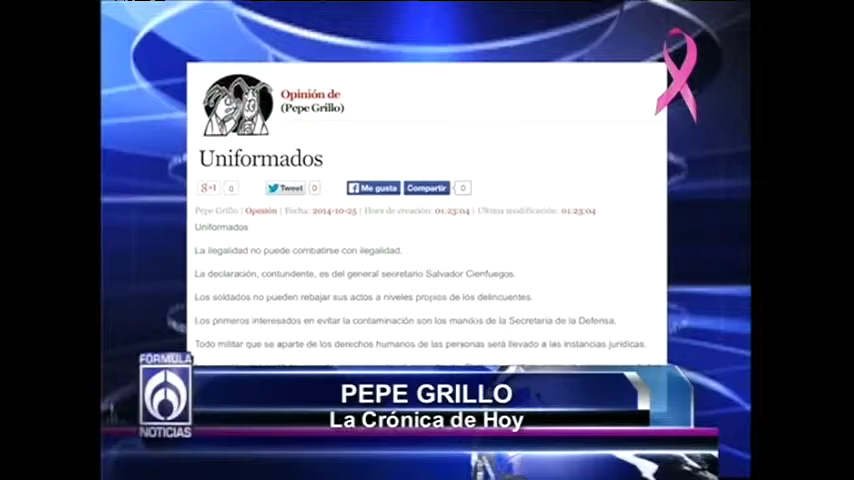 Opinión de
(Pepe Grillo)
Uniformados
g+1 0 Tweet 0 Me gusta Compartir 0
Pepe Grillo | Opinión | Fecha: 2014-10-25 | Hora de creación: 01:23:04 | Ultima modificación: 01:23:04
Uniformados
La ilegalidad no puede combatirse con ilegalidad.
La declaración, contundente, es del general secretario Salvador Cienfuegos.
Los soldados no pueden rebajar sus actos a niveles propios de los delincuentes.
Los primeros interesados en evitar la contaminación son los mandos de la Secretaría de la Defensa.
Todo militar que se aparte de los derechos humanos de las personas será llevado a las instancias jurídicas.
FÓRMULA
NOTICIAS
PEPE GRILLO
La Crónica de Hoy